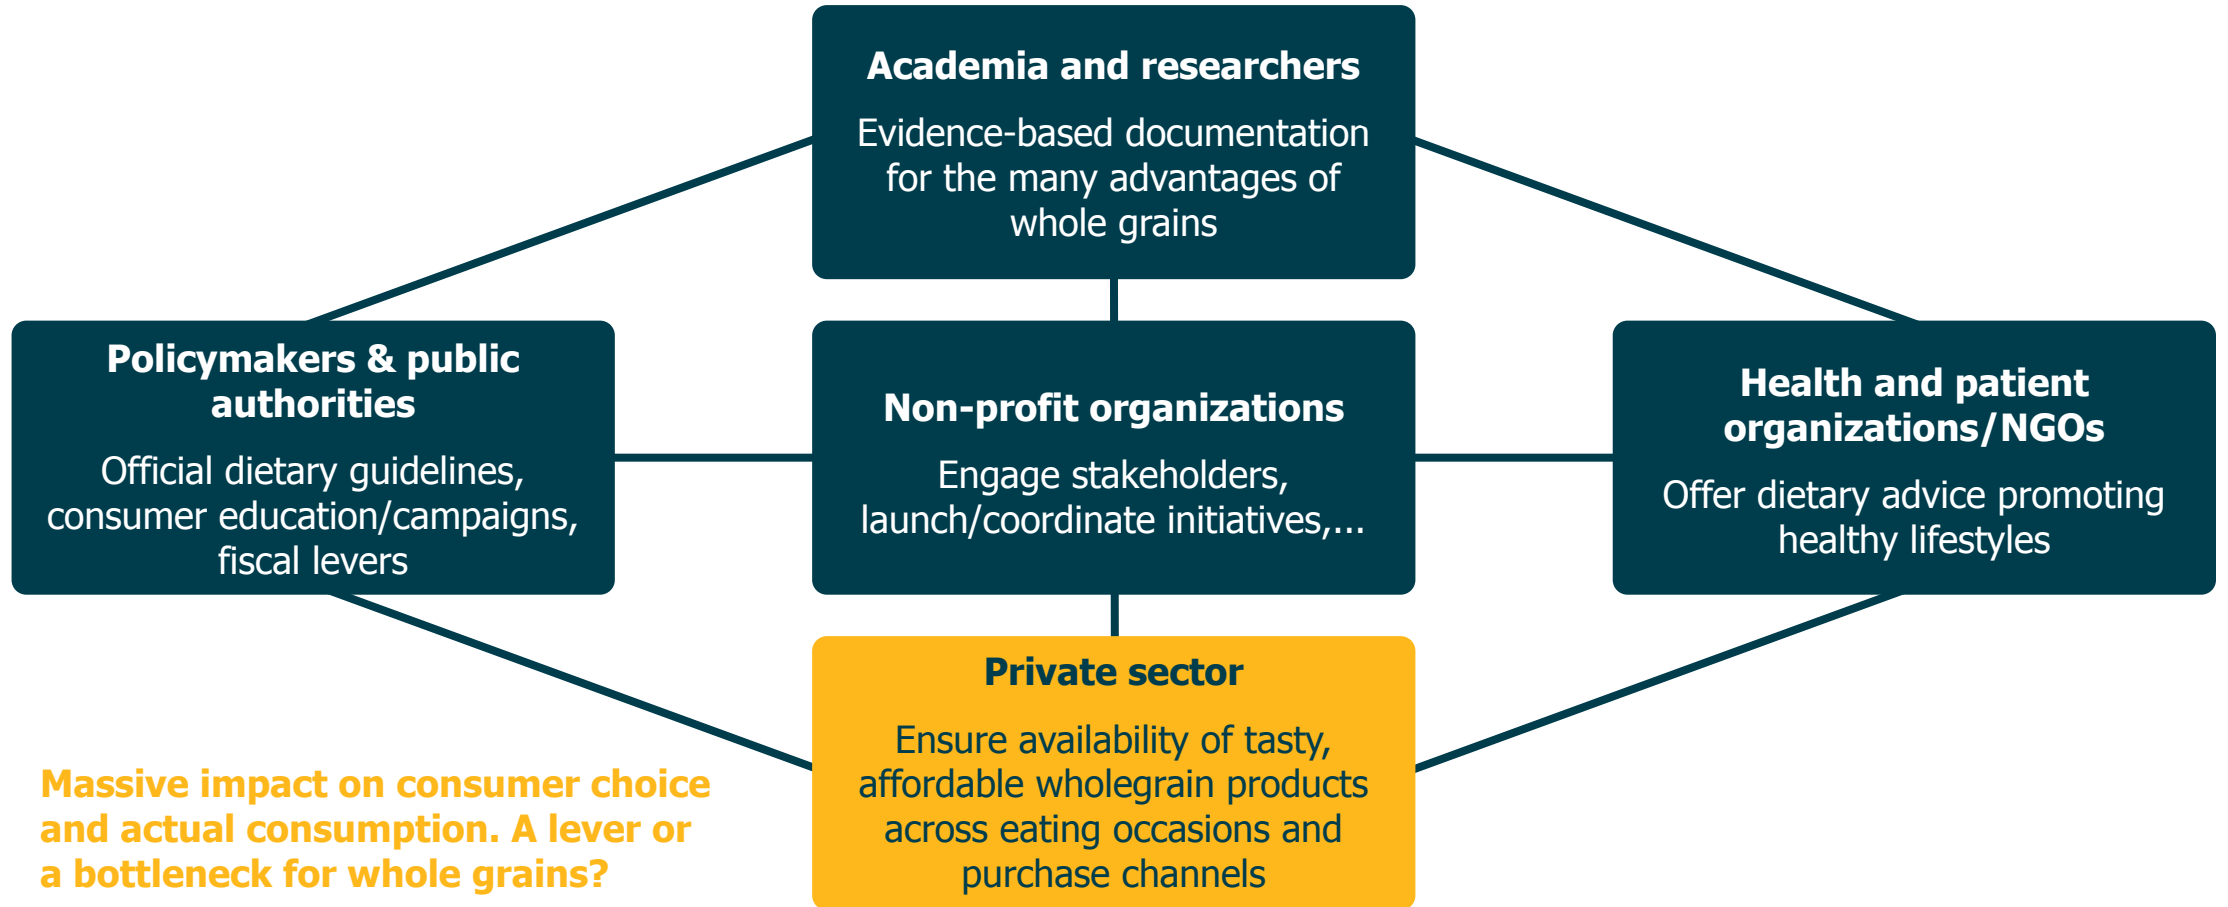 Academia and researchers
Evidence-based documentation
for the many advantages of
whole grains
Policymakers & public
authorities
Official dietary guidelines,
consumer education/campaigns,
fiscal levers
Non-profit organizations
Engage stakeholders,
launch/coordinate initiatives,...
Health and patient
organizations/NGOs
Offer dietary advice promoting
healthy lifestyles
Private sector
Ensure availability of tasty,
affordable wholegrain products
across eating occasions and
purchase channels
Massive impact on consumer choice
and actual consumption. A lever or
a bottleneck for whole grains?